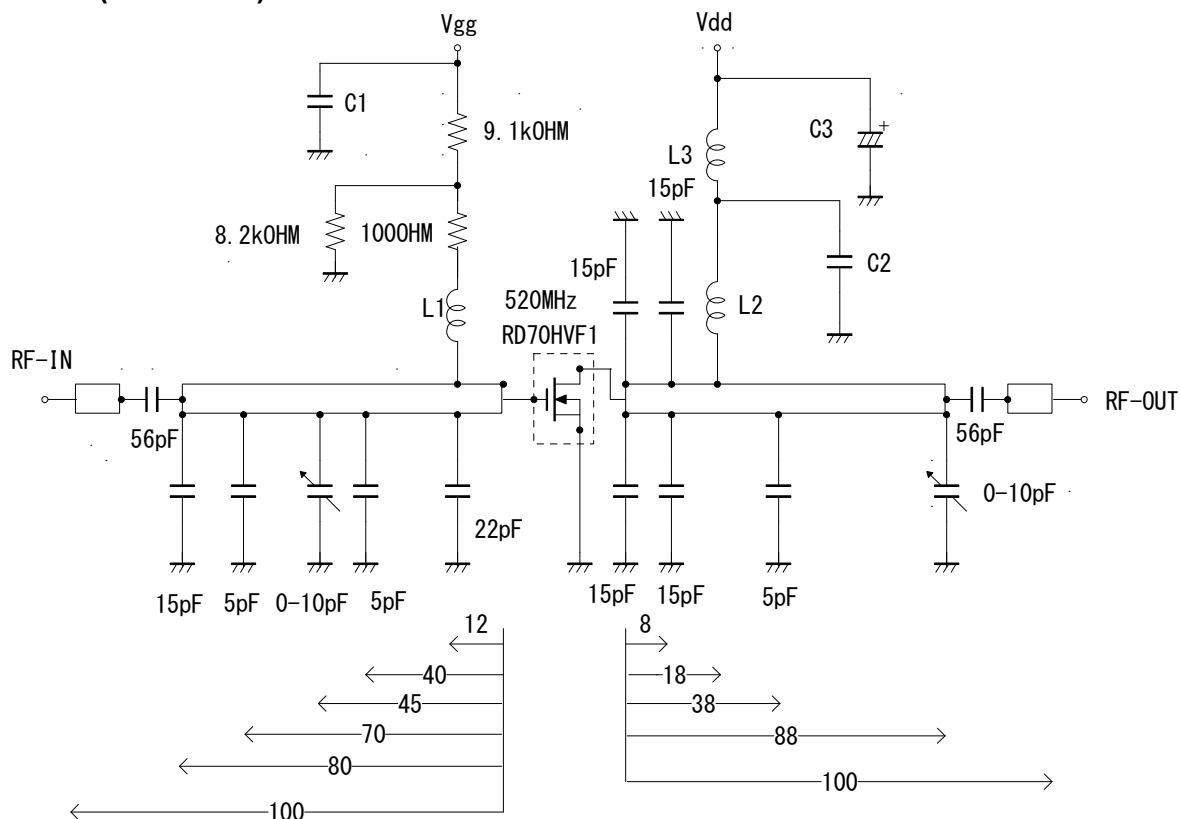 Vgg
Vdd
C1
9.1kOHM
C3
+
L3
15pF
8.2kOHM
100OHM
C2
15pF
L1
520MHz
L2
RD70HVF1
RF-IN
RF-OUT
56pF
56pF
0-10pF
22pF
15pF
5pF
0-10pF
5pF
15pF
15pF
5pF
12
8
40
18
45
38
70
88
80
100
100